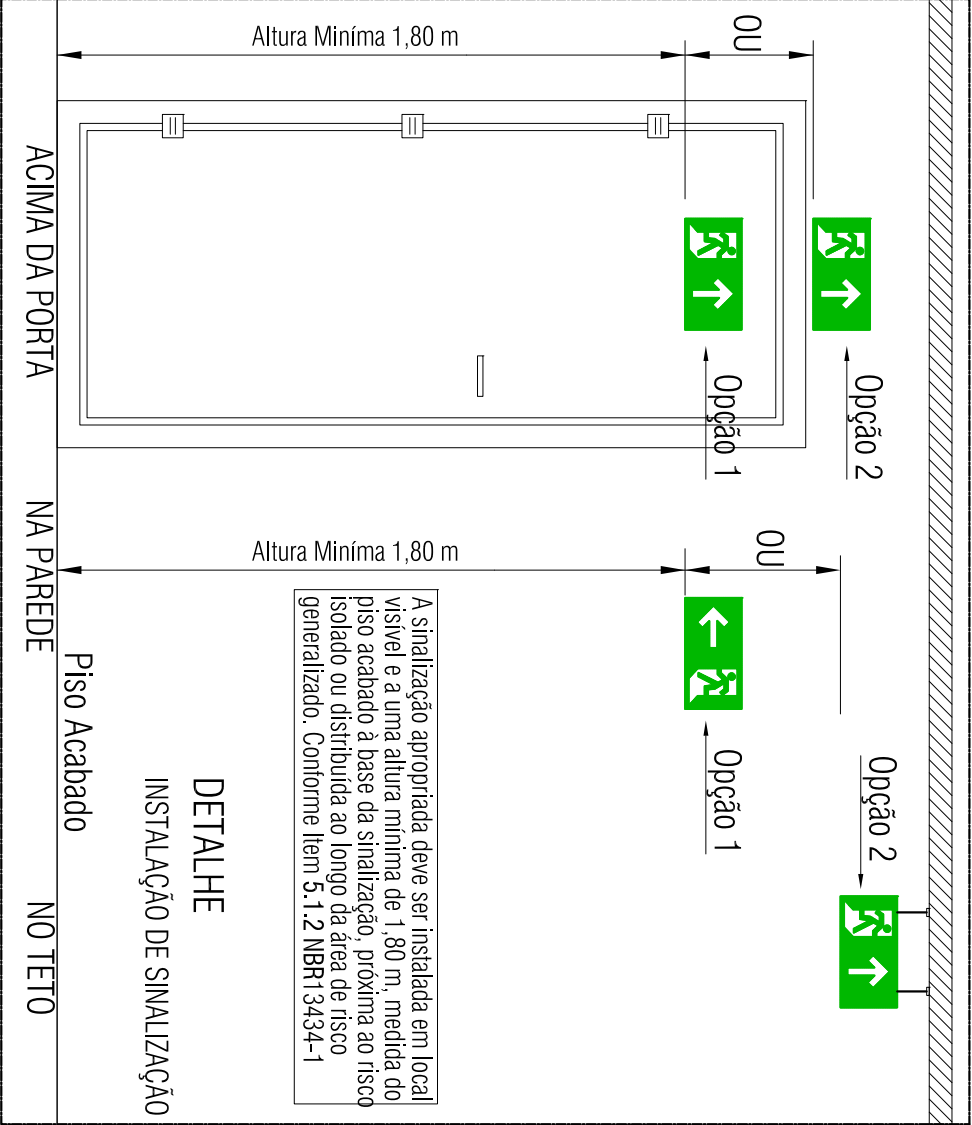 OU
Opção 2
Opção 1
Altura Miníma 1,80 m
ACIMA DA PORTA
OU
Opção 2
Opção 1
Altura Miníma 1,80 m
NA PAREDE
A sinalização apropriada deve ser instalada em local
visível e a uma altura mínima de 1,80 m, medida do
piso acabado à base da sinalização, próxima ao risco
isolado ou distribuída ao longo da área de risco
generalizado. Conforme Item 5.1.2 NBR13434-1
DETALHE
INSTALAÇÃO DE SINALIZAÇÃO
Piso Acabado
NO TETO